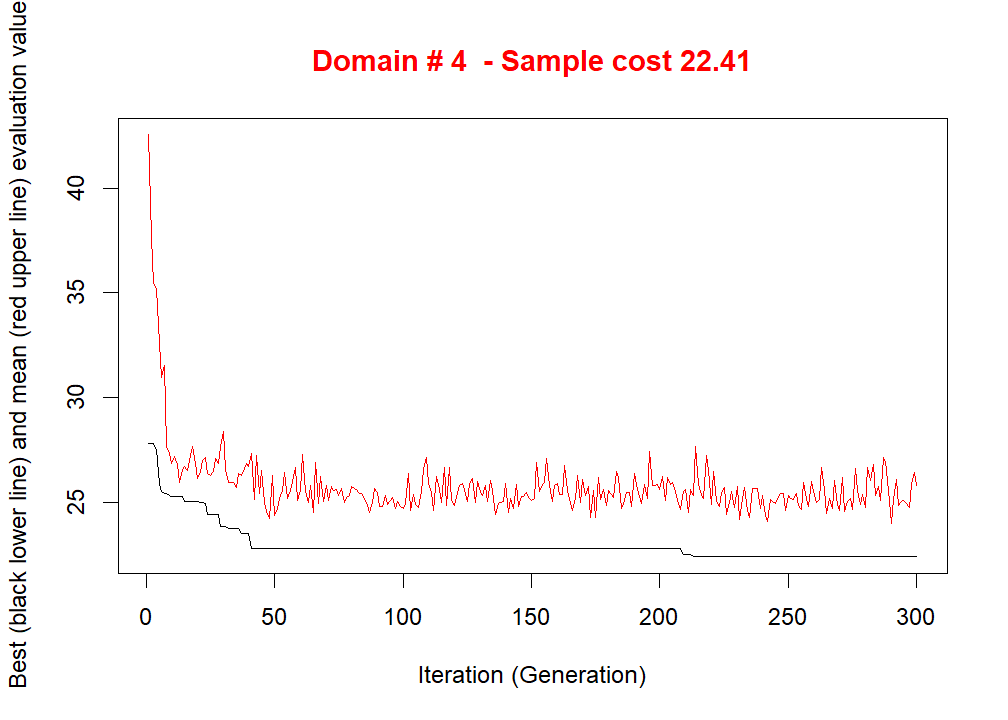 Domain # 4  - Sample cost 22.41
Best (black lower line) and mean (red upper line) evaluation value
40
35
30
25
0 50 100 150 200 250 300
Iteration (Generation)